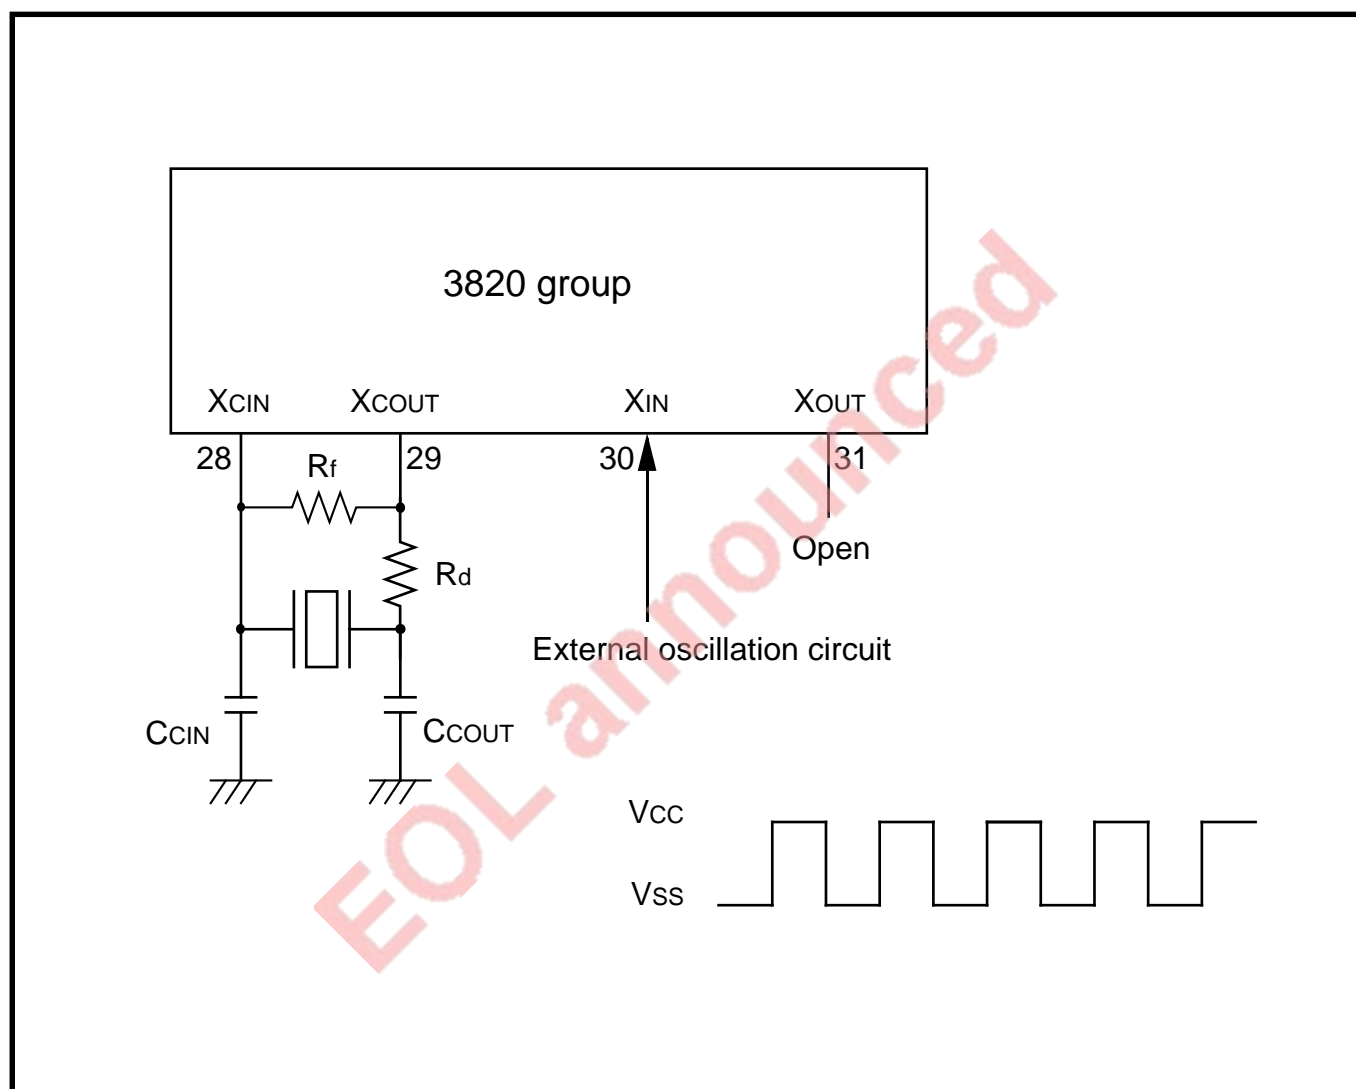 3820 group
XCIN XCOUT XIN XOUT
28 29 30 31
Rf
Open
Rd
External oscillation circuit
CCIN CCOUT
VCC
VSS
EOL announced